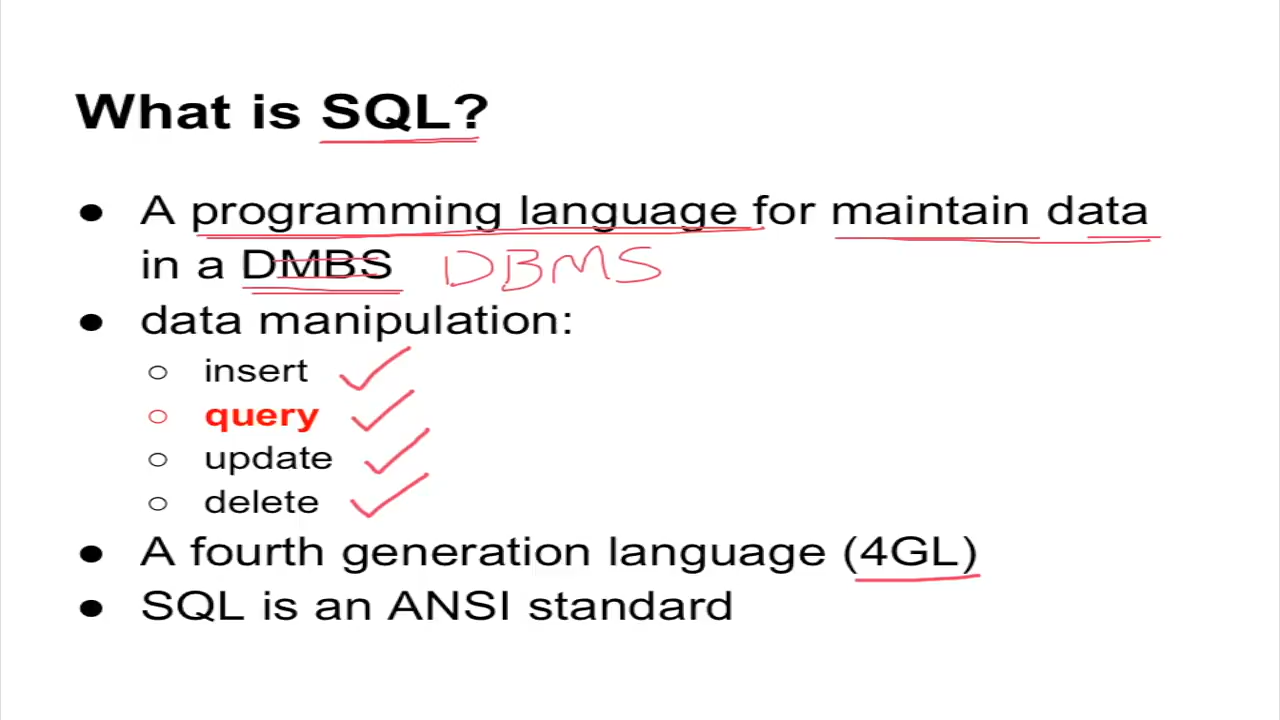 What is SQL?
● A programming language for maintain data
in a DMBS DBMS
● data manipulation:
○ insert
○ query
○ update
○ delete
● A fourth generation language (4GL)
● SQL is an ANSI standard